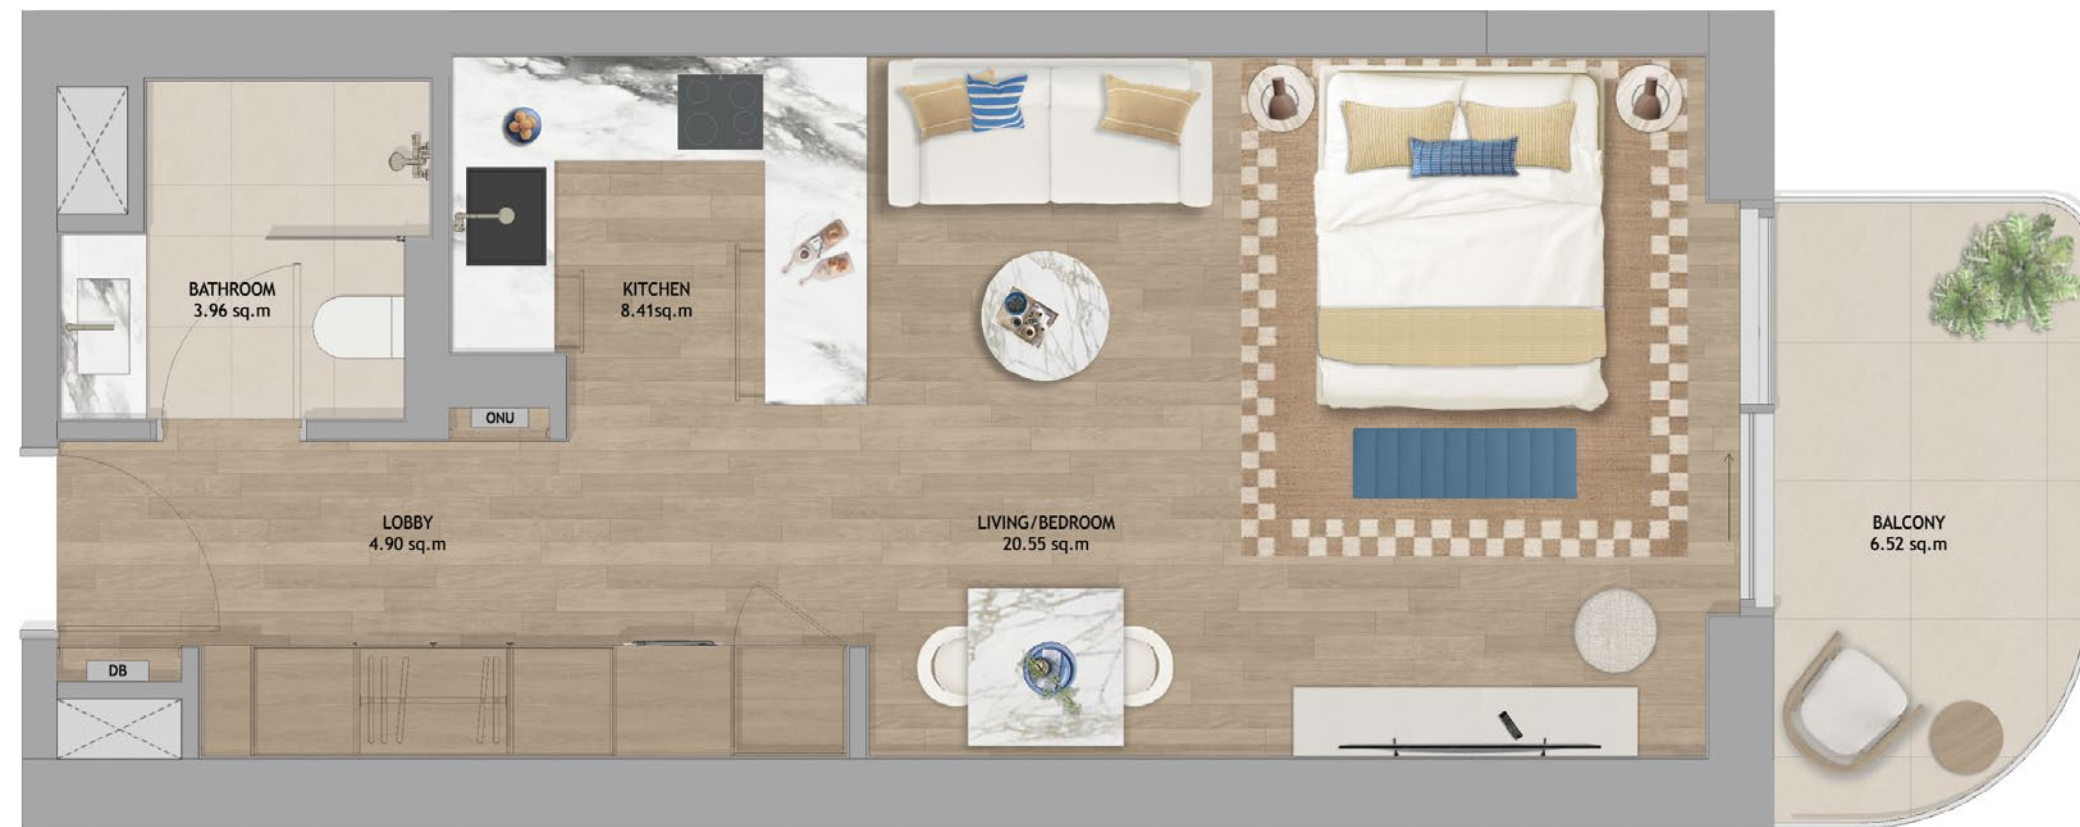 BATHROOM
3.96 sq.m
KITCHEN
8.41sq.m
ONU
LOBBY
4.90 sq.m
LIVING/BEDROOM
20.55 sq.m
BALCONY
6.52 sq.m
DB